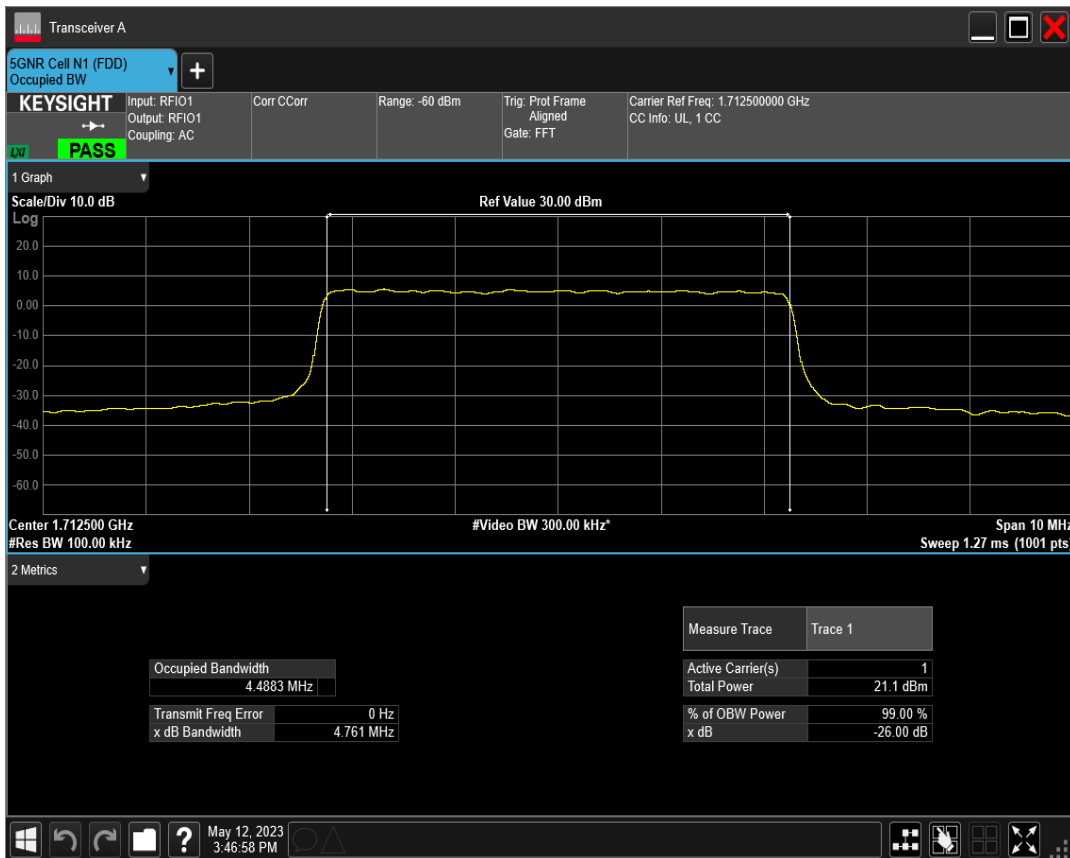 Transceiver A
5GNR Cell N1 (FDD)
Occupied BW
+
KEYSIGHT
LXI
PASS
Input: RFIO1
Output: RFIO1
Coupling: AC
Corr CCorr
Range: -60 dBm
Trig: Prot Frame
Aligned
Gate: FFT
Carrier Ref Freq: 1.712500000 GHz
CC Info: UL, 1 CC
1 Graph
Scale/Div 10.0 dB
Ref Value 30.00 dBm
Log
20.0
10.0
0.00
-10.0
-20.0
-30.0
-40.0
-50.0
-60.0
Center 1.712500 GHz
#Video BW 300.00 kHz*
Span 10 MHz
#Res BW 100.00 kHz
Sweep 1.27 ms (1001 pts)
2 Metrics
Measure Trace Trace 1
Occupied Bandwidth
4.4883 MHz
Active Carrier(s) 1
Total Power 21.1 dBm
Transmit Freq Error 0 Hz
x dB Bandwidth 4.761 MHz
% of OBW Power 99.00 %
x dB -26.00 dB
?
May 12, 2023
3:46:58 PM